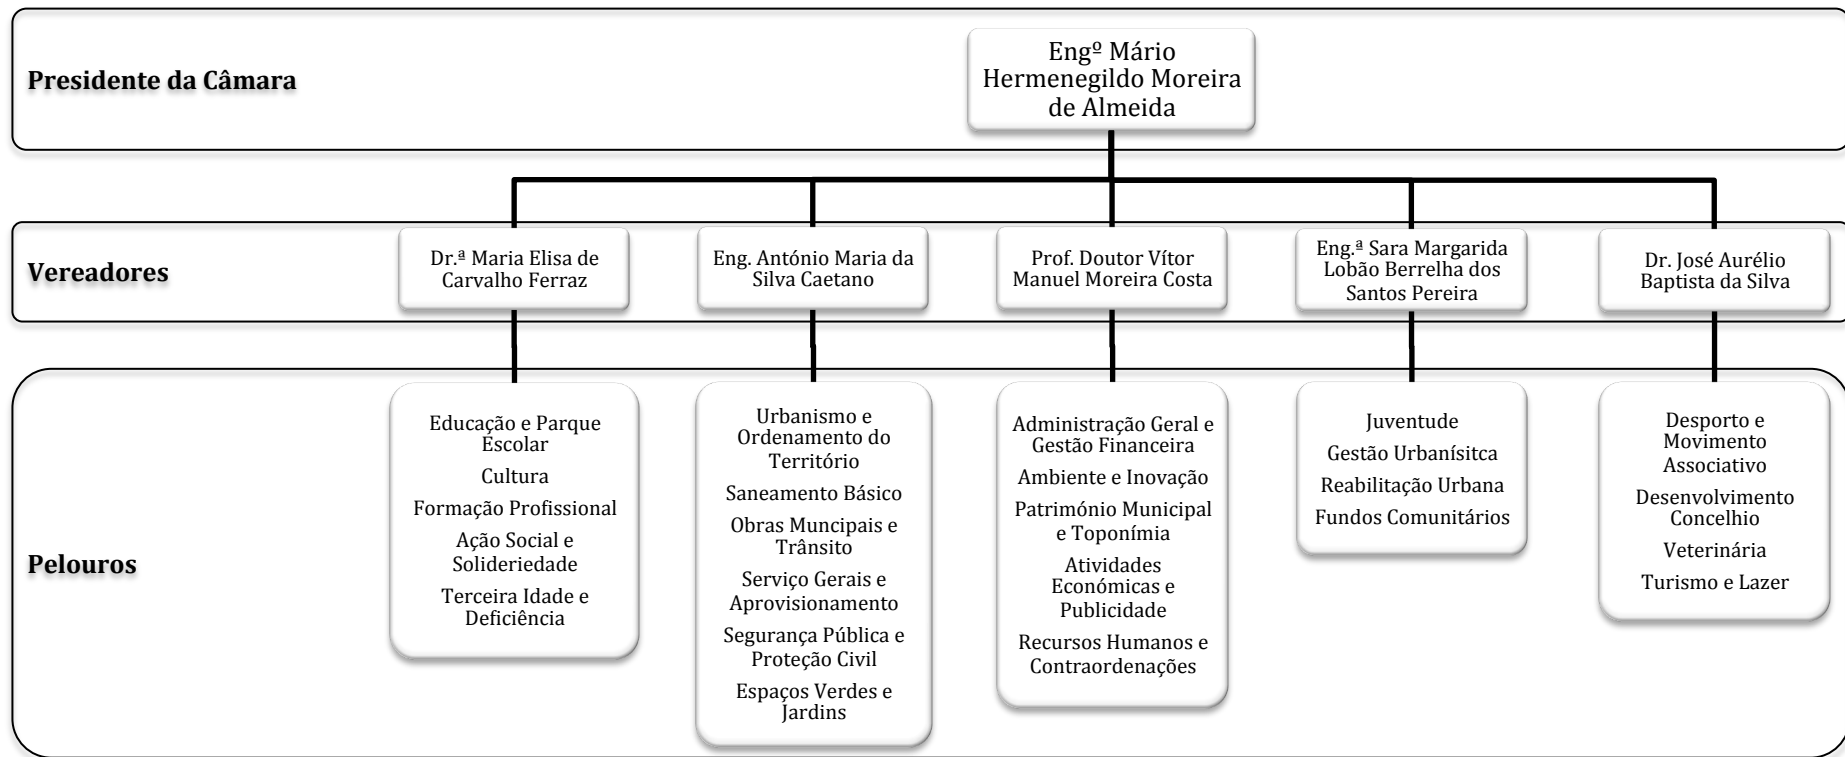 Presidente da Câmara
Engº Mário
Hermenegildo Moreira
de Almeida
Vereadores
Dr.ª Maria Elisa de
Carvalho Ferraz
Eng. António Maria da
Silva Caetano
Prof. Doutor Vítor
Manuel Moreira Costa
Eng.ª Sara Margarida
Lobão Berrelha dos
Santos Pereira
Dr. José Aurélio
Baptista da Silva
Pelouros
Educação e Parque
Escolar
Cultura
Formação Profissional
Ação Social e
Solideriedade
Terceira Idade e
Deficiência
Urbanismo e
Ordenamento do
Território
Saneamento Básico
Obras Muncipais e
Trânsito
Serviço Gerais e
Aprovisionamento
Segurança Pública e
Proteção Civil
Espaços Verdes e
Jardins
Administração Geral e
Gestão Financeira
Ambiente e Inovação
Património Municipal
e Toponímia
Atividades
Económicas e
Publicidade
Recursos Humanos e
Contraordenações
Juventude
Gestão Urbanísitca
Reabilitação Urbana
Fundos Comunitários
Desporto e
Movimento
Associativo
Desenvolvimento
Concelhio
Veterinária
Turismo e Lazer